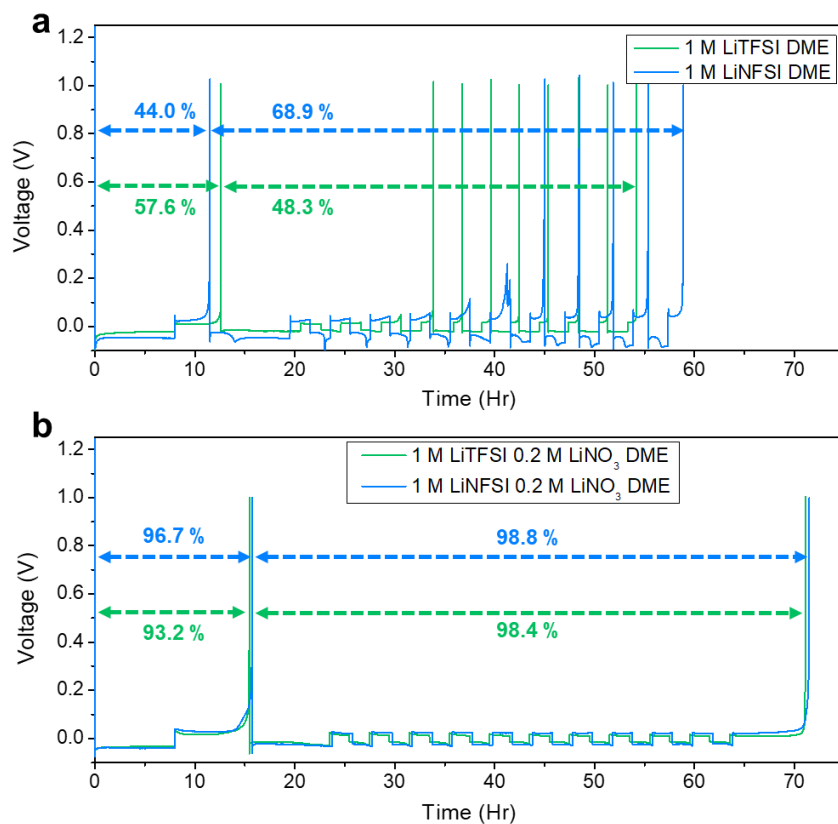 a
1.2
1.0
0.8
0.6
0.4
0.2
0.0
Voltage (V)
1 M LiTFSI DME
1 M LiNFSI DME
44.0 %
68.9 %
57.6 %
48.3 %
0 10 20 30 40 50 60 70
Time (Hr)
b
1.2
1.0
0.8
0.6
0.4
0.2
0.0
Voltage (V)
1 M LiTFSI 0.2 M LiNO₃ DME
1 M LiNFSI 0.2 M LiNO₃ DME
96.7 %
98.8 %
93.2 %
98.4 %
0 10 20 30 40 50 60 70
Time (Hr)